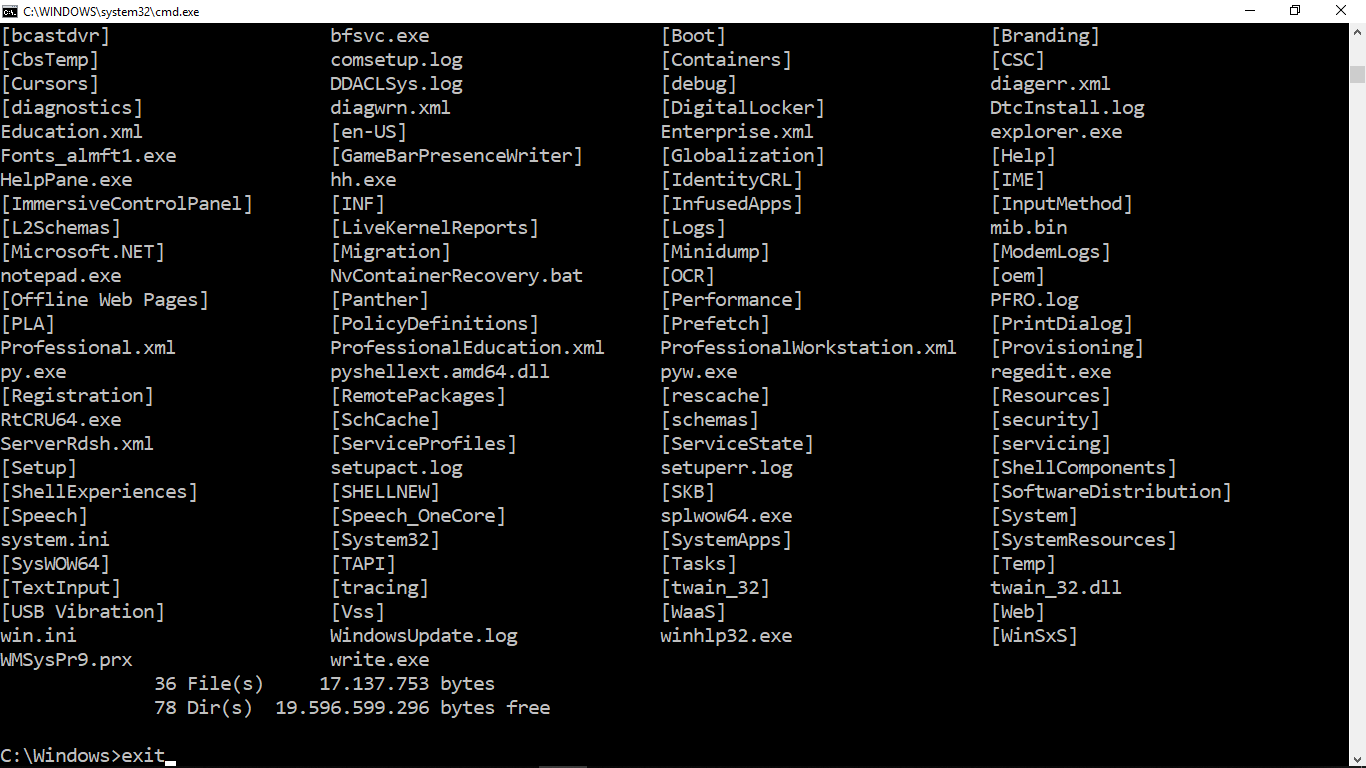 C:\WINDOWS\system32\cmd.exe
[bcastdvr] bfsvc.exe [Boot] [Branding]
[CbsTemp] comsetup.log [Containers] [CSC]
[Cursors] DDACLSys.log [debug] diagerr.xml
[diagnostics] diagwrn.xml [DigitalLocker] DtcInstall.log
Education.xml [en-US] Enterprise.xml explorer.exe
Fonts_almft1.exe [GameBarPresenceWriter] [Globalization] [Help]
HelpPane.exe hh.exe [IdentityCRL] [IME]
[ImmersiveControlPanel] [INF] [InfusedApps] [InputMethod]
[L2Schemas] [LiveKernelReports] [Logs] mib.bin
[Microsoft.NET] [Migration] [Minidump] [ModemLogs]
notepad.exe NvContainerRecovery.bat [OCR] [oem]
[Offline Web Pages] [Panther] [Performance] PFRO.log
[PLA] [PolicyDefinitions] [Prefetch] [PrintDialog]
Professional.xml ProfessionalEducation.xml ProfessionalWorkstation.xml [Provisioning]
py.exe pyshellext.amd64.dll pyw.exe regedit.exe
[Registration] [RemotePackages] [rescache] [Resources]
RtCRU64.exe [SchCache] [schemas] [security]
ServerRdsh.xml [ServiceProfiles] [ServiceState] [servicing]
[Setup] setupact.log setuperr.log [ShellComponents]
[ShellExperiences] [SHELLNEW] [SKB] [SoftwareDistribution]
[Speech] [Speech_OneCore] splwow64.exe [System]
system.ini [System32] [SystemApps] [SystemResources]
[SysWOW64] [TAPI] [Tasks] [Temp]
[TextInput] [tracing] [twain_32] twain_32.dll
[USB Vibration] [Vss] [WaaS] [Web]
win.ini WindowsUpdate.log winhlp32.exe [WinSxS]
WMSysPr9.prx write.exe
36 File(s) 17.137.753 bytes
78 Dir(s) 19.596.599.296 bytes free
C:\Windows>exit